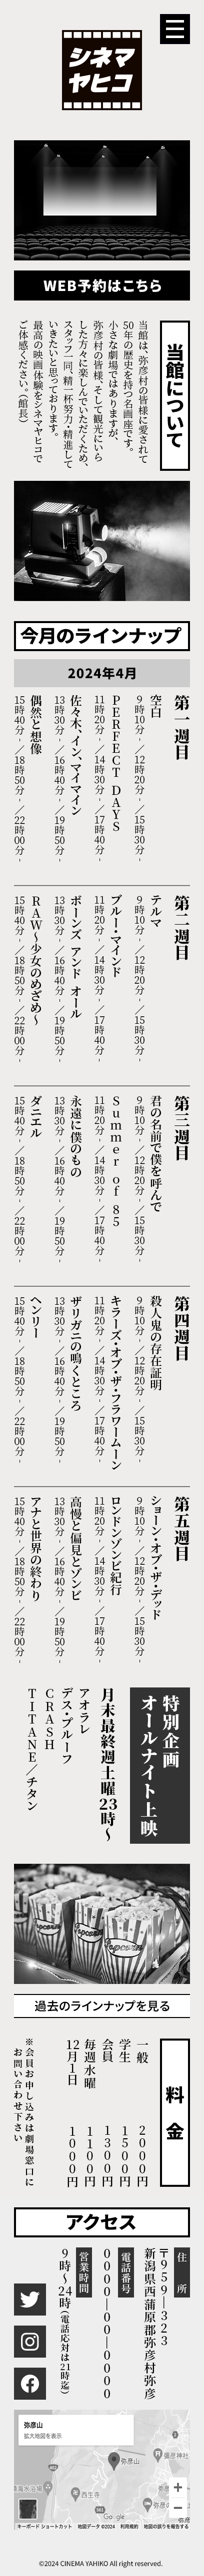 シネマ
ヤヒコ
WEB予約はこちら
当館について
当館は、弥彦村の皆様に愛されて
50年の歴史を持つ名画座です。
小さな劇場ではありますが、
弥彦村の皆様、そして観光にいら
した方々に楽しんでいただくため、
スタッフ一同、精一杯努力・精進して
いきたいと思っております。
最高の映画体験をシネマヤヒコで
ご体感ください。（館長）
今月のラインナップ
2024年4月
第一週目
空白
9時10分 - ／12時20分 - ／15時30分 -
PERFECT DAYS
11時20分 - ／14時30分 - ／17時40分 -
佐々木、イン、マイマイン
13時30分 - ／16時40分 - ／19時50分 -
偶然と想像
15時40分 - ／18時50分 - ／22時00分 -
第二週目
テルマ
9時10分 - ／12時20分 - ／15時30分 -
ブルー・マインド
11時20分 - ／14時30分 - ／17時40分 -
ボーンズ アンド オール
13時30分 - ／16時40分 - ／19時50分 -
RAW～少女のめざめ～
15時40分 - ／18時50分 - ／22時00分 -
第三週目
君の名前で僕を呼んで
9時10分 - ／12時20分 - ／15時30分 -
Summer of 85
11時20分 - ／14時30分 - ／17時40分 -
永遠に僕のもの
13時30分 - ／16時40分 - ／19時50分 -
ダニエル
15時40分 - ／18時50分 - ／22時00分 -
第四週目
殺人鬼の存在証明
9時10分 - ／12時20分 - ／15時30分 -
キラーズ・オブ・ザ・フラワームーン
11時20分 - ／14時30分 - ／17時40分 -
ザリガニの鳴くところ
13時30分 - ／16時40分 - ／19時50分 -
ヘンリー
15時40分 - ／18時50分 - ／22時00分 -
第五週目
ショーン・オブ・ザ・デッド
9時10分 - ／12時20分 - ／15時30分 -
ロンドンゾンビ紀行
11時20分 - ／14時30分 - ／17時40分 -
高慢と偏見とゾンビ
13時30分 - ／16時40分 - ／19時50分 -
アナと世界の終わり
15時40分 - ／18時50分 - ／22時00分 -
特別企画
オールナイト上映
月末最終週土曜23時～
アオラレ
デス・プルーフ
CRASH
TITANE／チタン
Popcorn
Popcorn
過去のラインナップを見る
料 金
一般 2000円
学生 1500円
会員 1300円
毎週水曜 1100円
12月1日 1000円
※会員お申し込みは劇場窓口に
お問い合わせ下さい
アクセス
住 所
〒959―323
新潟県西蒲原郡弥彦村弥彦
電話番号
0000―00―0000
営業時間
9時～24時（電話応対は21時迄）
弥彦山
拡大地図を表示
弥彦山
彌彦神社
西生寺
Google
キーボード ショートカット 地図データ ©2024 利用規約 地図の誤りを報告する
©2024 CINEMA YAHIKO All right reserved.